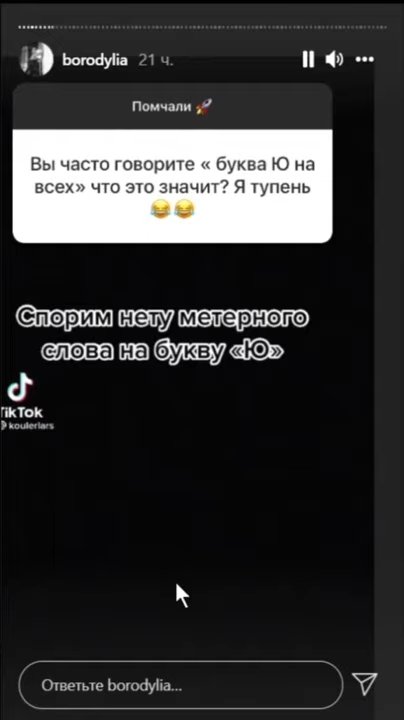 borodylia 21 ч.
Помчали 🚀
Вы часто говорите « буква Ю на
всех» что это значит? Я тупень
😂😂
Спорим нету метерного
слова на букву «Ю»
TikTok
@koulerlars
Ответьте borodylia...